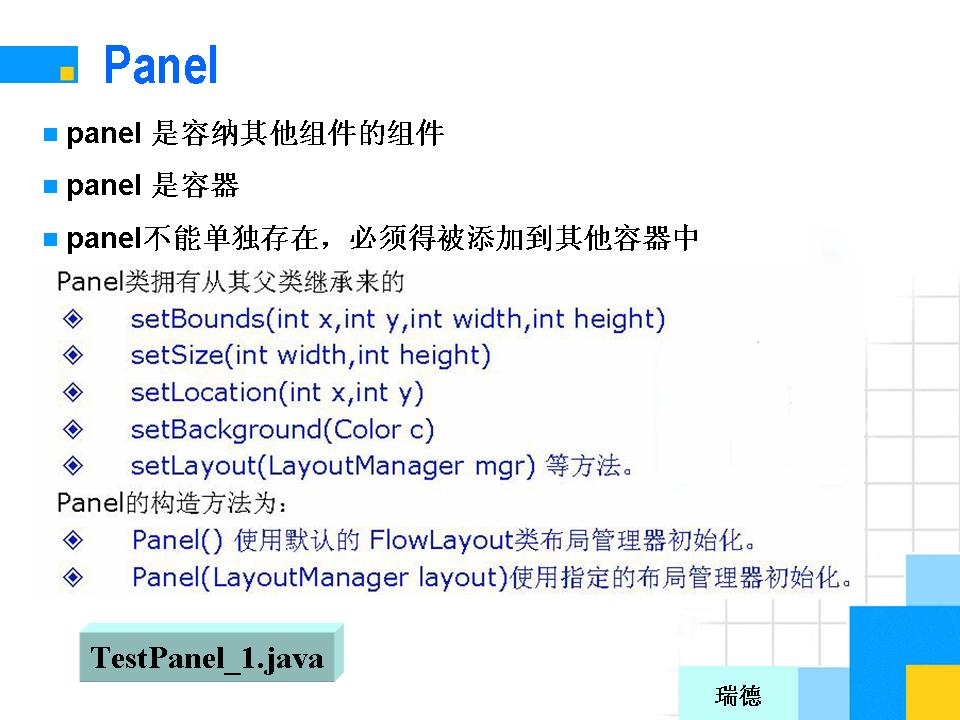 Panel
panel 是容纳其他组件的组件
panel 是容器
panel不能单独存在，必须得被添加到其他容器中
Panel类拥有从其父类继承来的
setBounds(int x,int y,int width,int height)
setSize(int width,int height)
setLocation(int x,int y)
setBackground(Color c)
setLayout(LayoutManager mgr) 等方法。
Panel的构造方法为：
Panel() 使用默认的 FlowLayout类布局管理器初始化。
Panel(LayoutManager layout)使用指定的布局管理器初始化。
TestPanel_1.java
瑞德